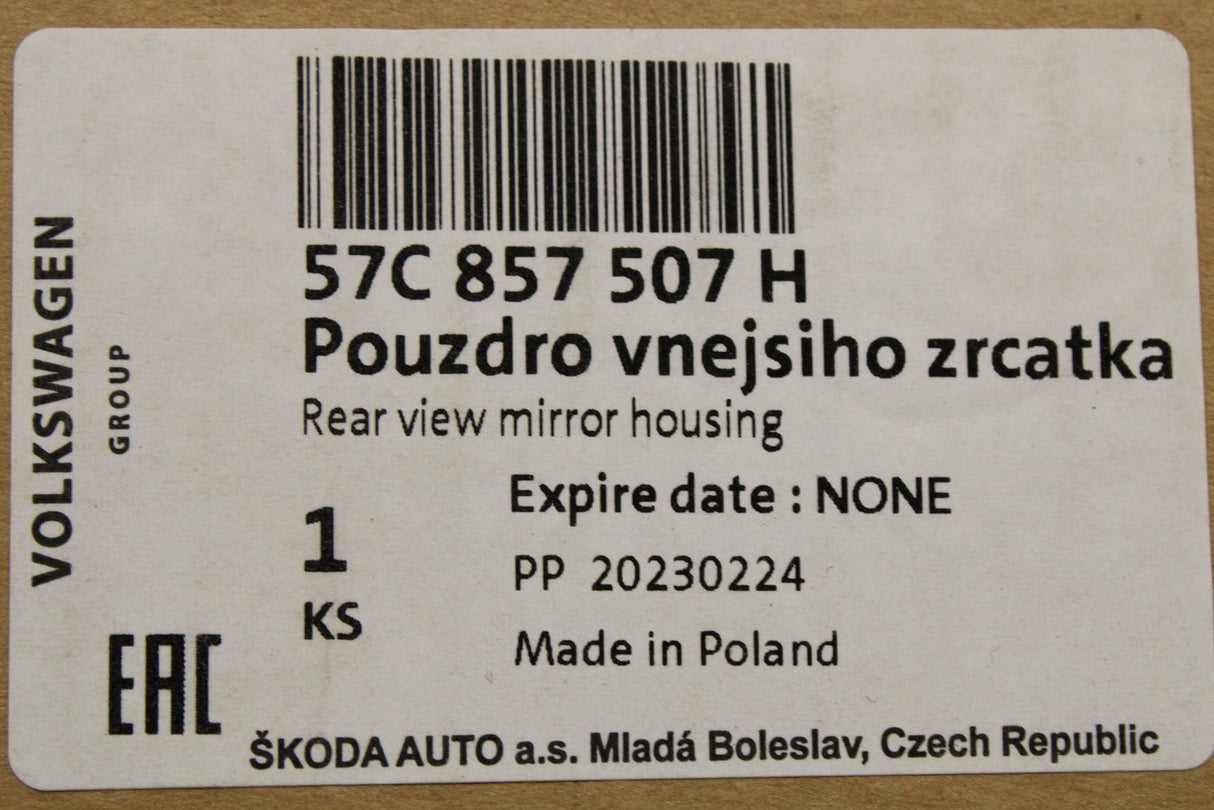 57C 857 507 H
Pouzdro vnejsiho zrcatka
Rear view mirror housing
Expire date : NONE
1
KS
PP 20230224
Made in Poland
VOLKSWAGEN
GROUP
EAC
ŠKODA AUTO a.s. Mladá Boleslav, Czech Republic